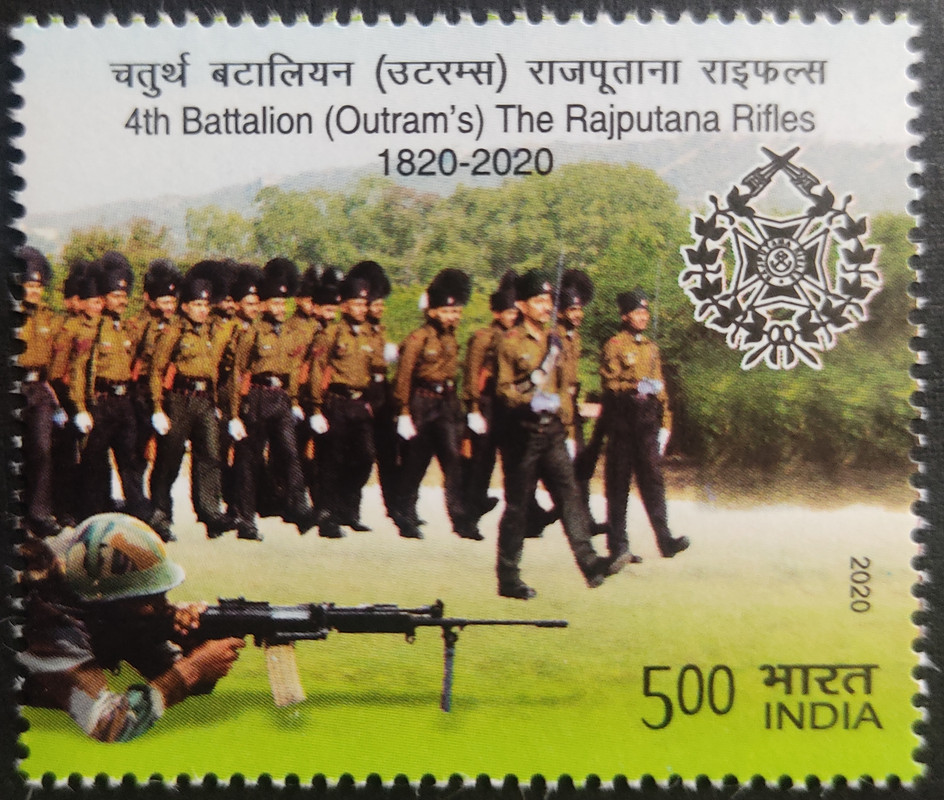 चतुर्थ बटालियन (उटरम्स) राजपूताना राइफल्स
4th Battalion (Outram's) The Rajputana Rifles
1820-2020
2020
500 भारत
INDIA